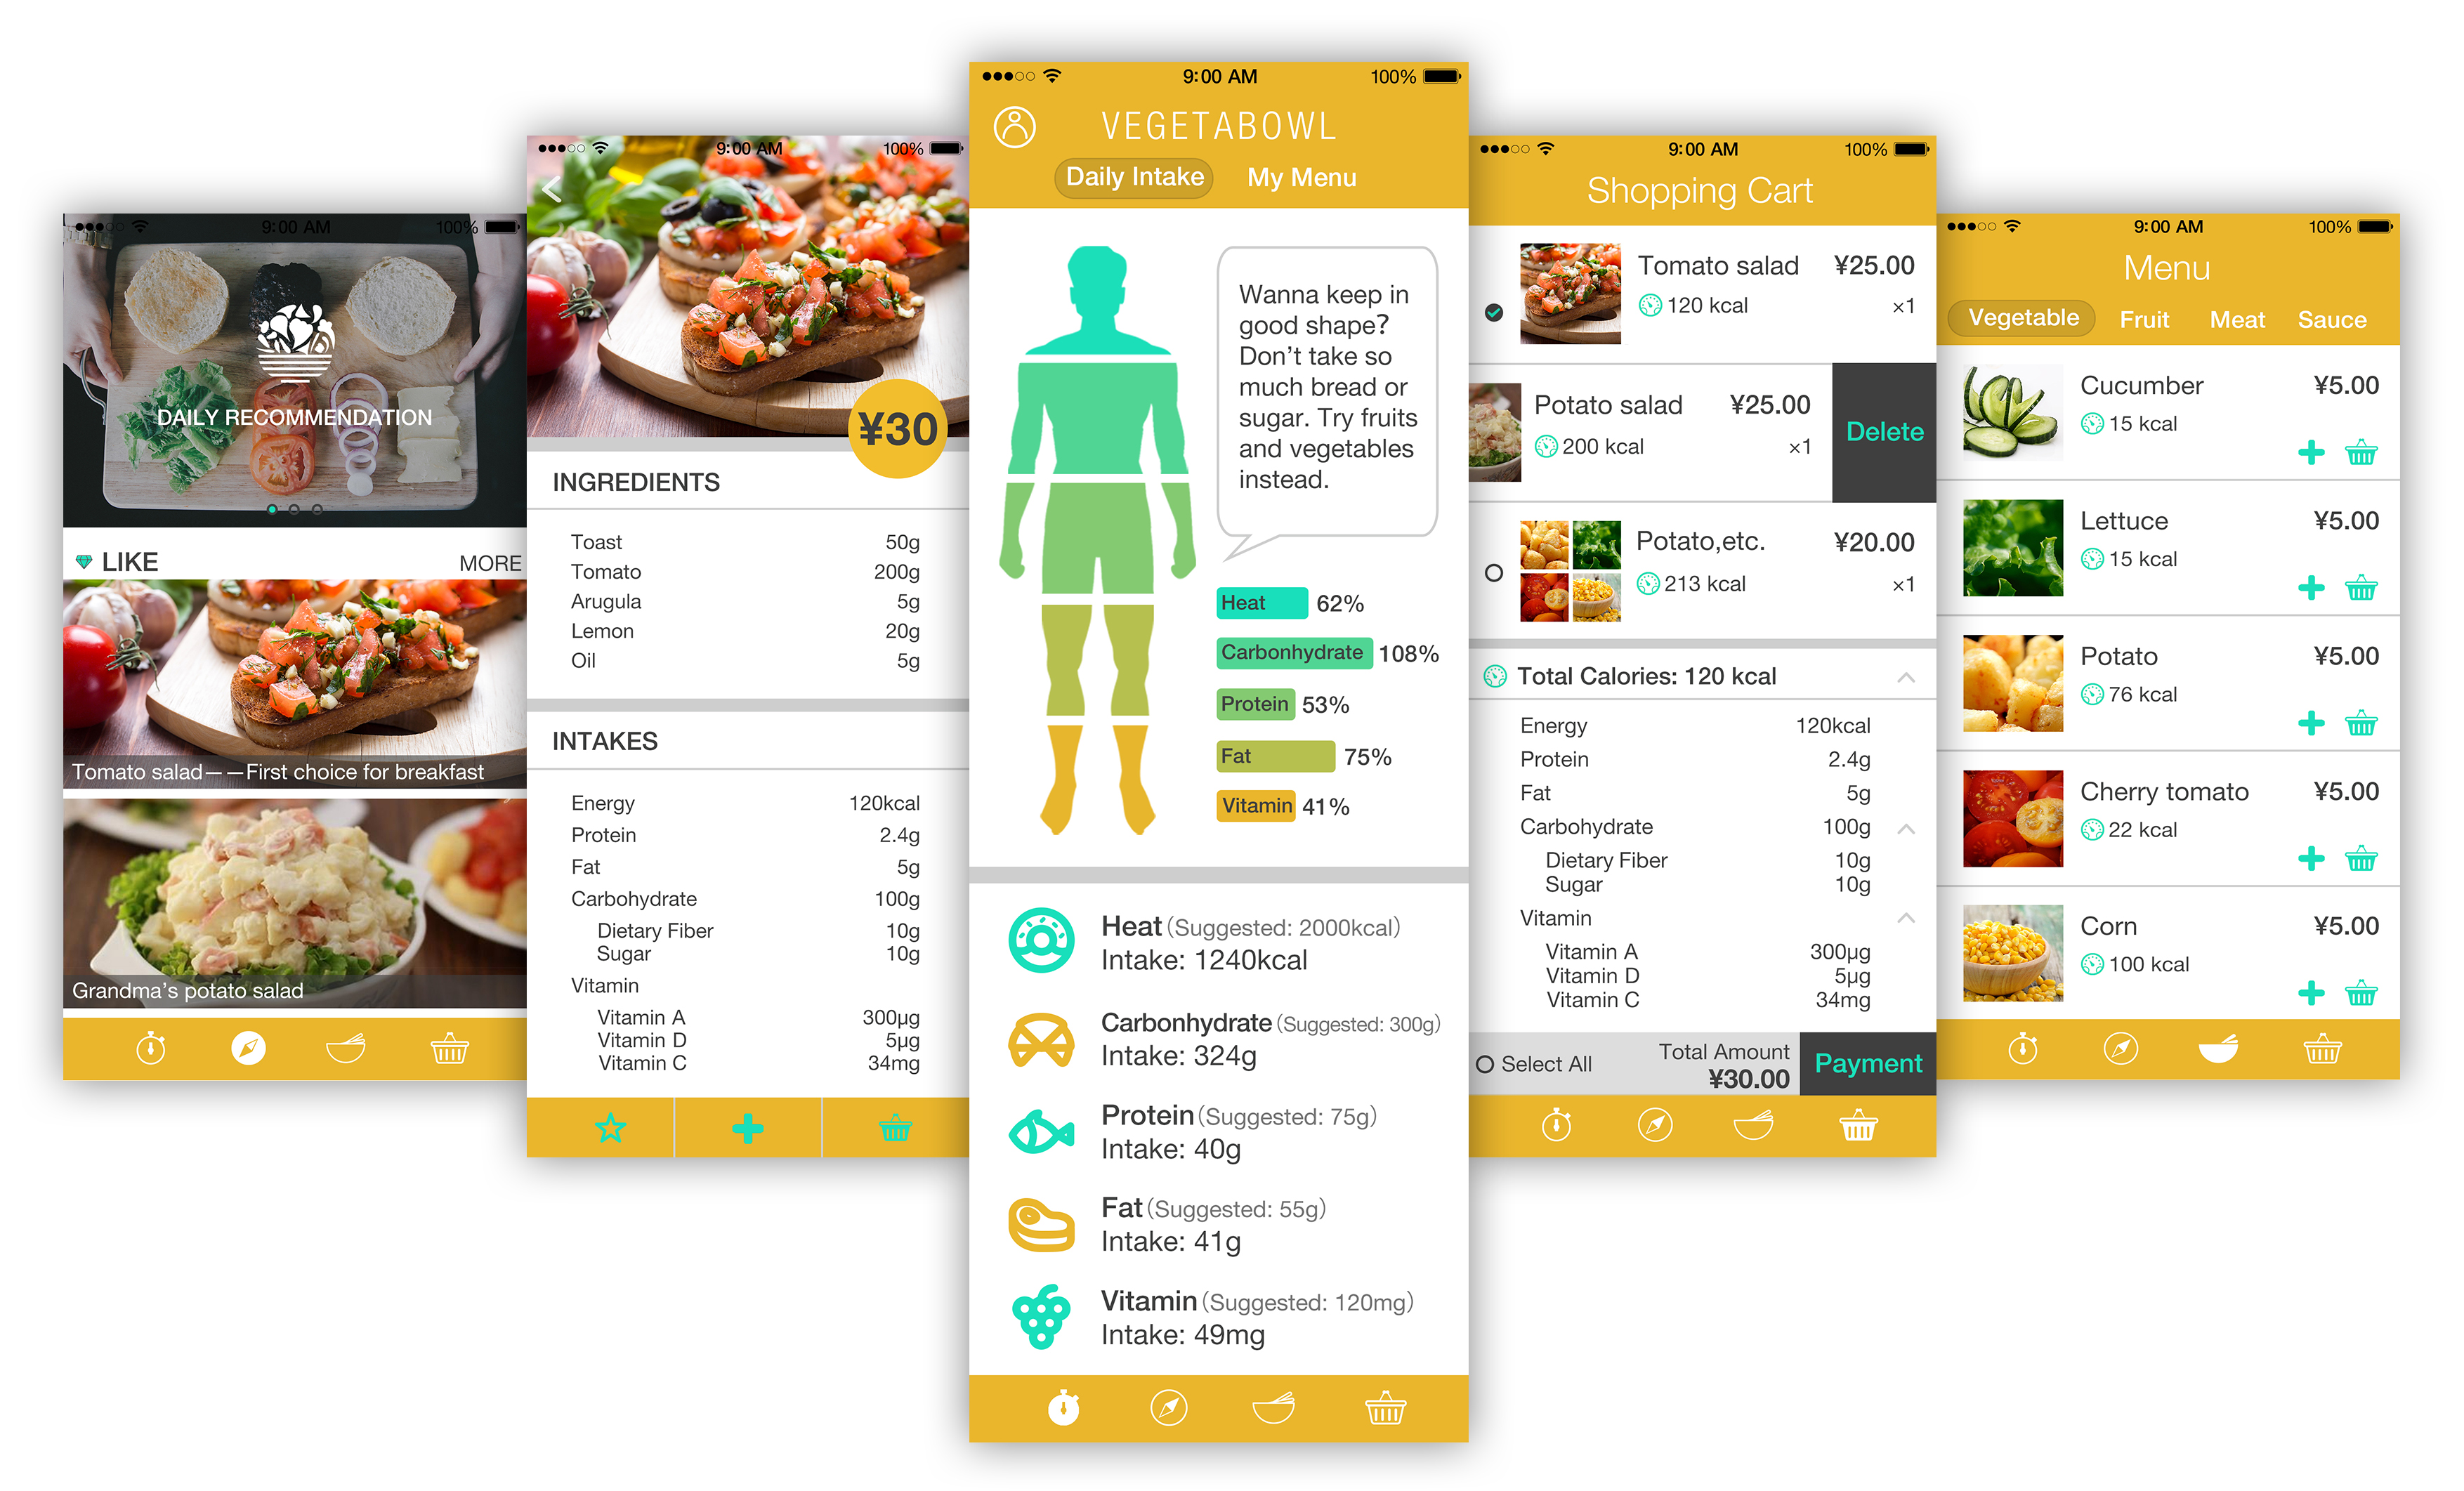 9:00 AM 100%
DAILY RECOMMENDATION
LIKE MORE
Tomato salad——First choice for breakfast
Grandma's potato salad
9:00 AM 100%
¥30
INGREDIENTS
Toast 50g
Tomato 200g
Arugula 5g
Lemon 20g
Oil 5g
INTAKES
Energy 120kcal
Protein 2.4g
Fat 5g
Carbohydrate 100g
Dietary Fiber 10g
Sugar 10g
Vitamin
Vitamin A 300μg
Vitamin D 5μg
Vitamin C 34mg
9:00 AM 100%
VEGETABOWL
Daily Intake My Menu
Wanna keep in
good shape?
Don't take so
much bread or
sugar. Try fruits
and vegetables
instead.
Heat 62%
Carbonhydrate 108%
Protein 53%
Fat 75%
Vitamin 41%
Heat (Suggested: 2000kcal)
Intake: 1240kcal
Carbonhydrate (Suggested: 300g)
Intake: 324g
Protein (Suggested: 75g)
Intake: 40g
Fat (Suggested: 55g)
Intake: 41g
Vitamin (Suggested: 120mg)
Intake: 49mg
9:00 AM 100%
Shopping Cart
Tomato salad ¥25.00
120 kcal ×1
Potato salad ¥25.00
200 kcal ×1
Delete
Potato,etc. ¥20.00
213 kcal ×1
Total Calories: 120 kcal
Energy 120kcal
Protein 2.4g
Fat 5g
Carbohydrate 100g
Dietary Fiber 10g
Sugar 10g
Vitamin
Vitamin A 300μg
Vitamin D 5μg
Vitamin C 34mg
Select All
Total Amount
¥30.00
Payment
9:00 AM 100%
Menu
Vegetable Fruit Meat Sauce
Cucumber ¥5.00
15 kcal
Lettuce ¥5.00
15 kcal
Potato ¥5.00
76 kcal
Cherry tomato ¥5.00
22 kcal
Corn ¥5.00
100 kcal